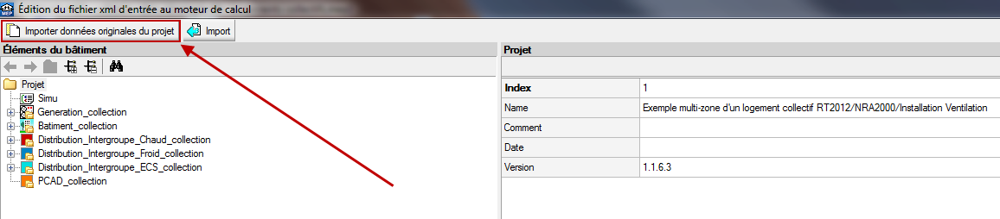 MEP
Édition du fichier xml d'entrée au moteur de calcul
Importer données originales du projet
Import
Éléments du bâtiment
Projet
Simu
Generation_collection
Batiment_collection
Distribution_Intergroupe_Chaud_collection
Distribution_Intergroupe_Froid_collection
Distribution_Intergroupe_ECS_collection
PCAD_collection
Projet
Index 1
Name Exemple multi-zone d'un logement collectif RT2012/NRA2000/Installation Ventilation
Comment
Date
Version 1.1.6.3